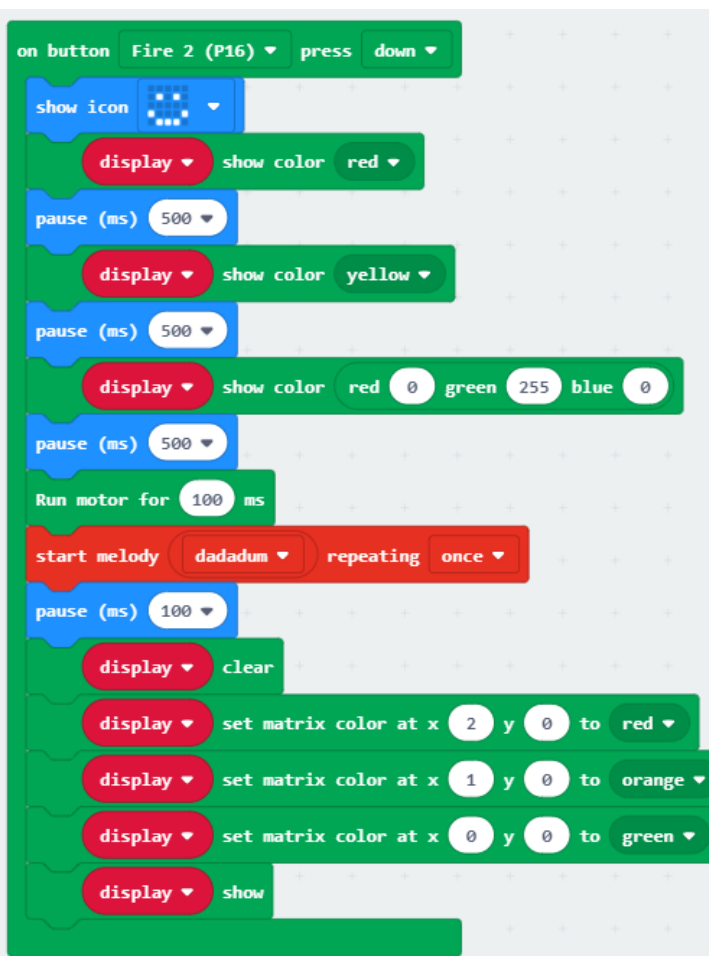 on button Fire 2 (P16) press down
show icon
display show color red
pause (ms) 500
display show color yellow
pause (ms) 500
display show color red 0 green 255 blue 0
pause (ms) 500
Run motor for 100 ms
start melody dadadum repeating once
pause (ms) 100
display clear
display set matrix color at x 2 y 0 to red
display set matrix color at x 1 y 0 to orange
display set matrix color at x 0 y 0 to green
display show